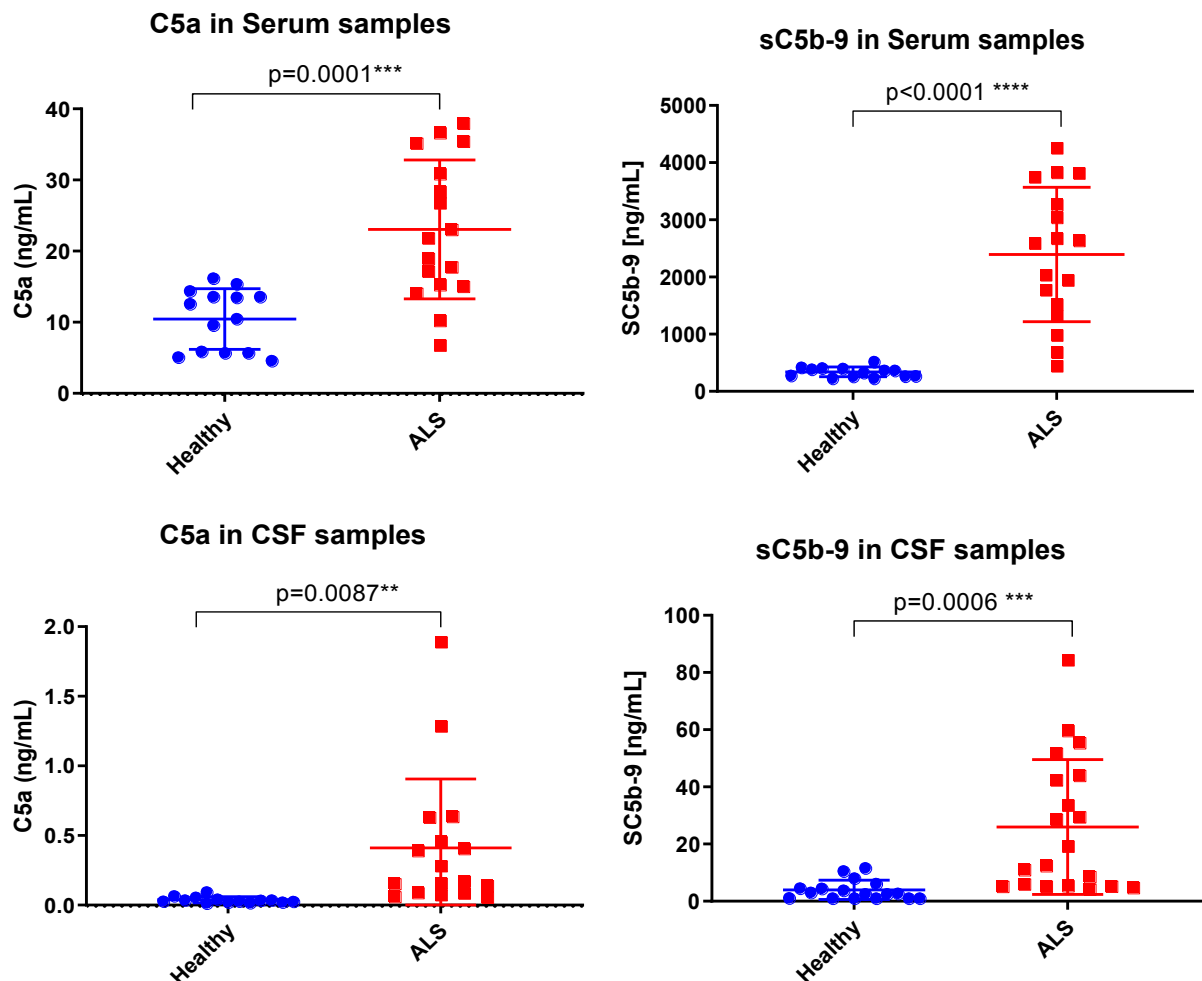 C5a in Serum samples
p=0.0001***
C5a (ng/mL)
40
30
20
10
0
Healthy
ALS
sC5b-9 in Serum samples
p<0.0001 ****
SC5b-9 [ng/mL]
5000
4000
3000
2000
1000
0
Healthy
ALS
C5a in CSF samples
p=0.0087**
C5a (ng/mL)
2.0
1.5
1.0
0.5
0.0
Healthy
ALS
sC5b-9 in CSF samples
p=0.0006 ***
SC5b-9 [ng/mL]
100
80
60
40
20
0
Healthy
ALS